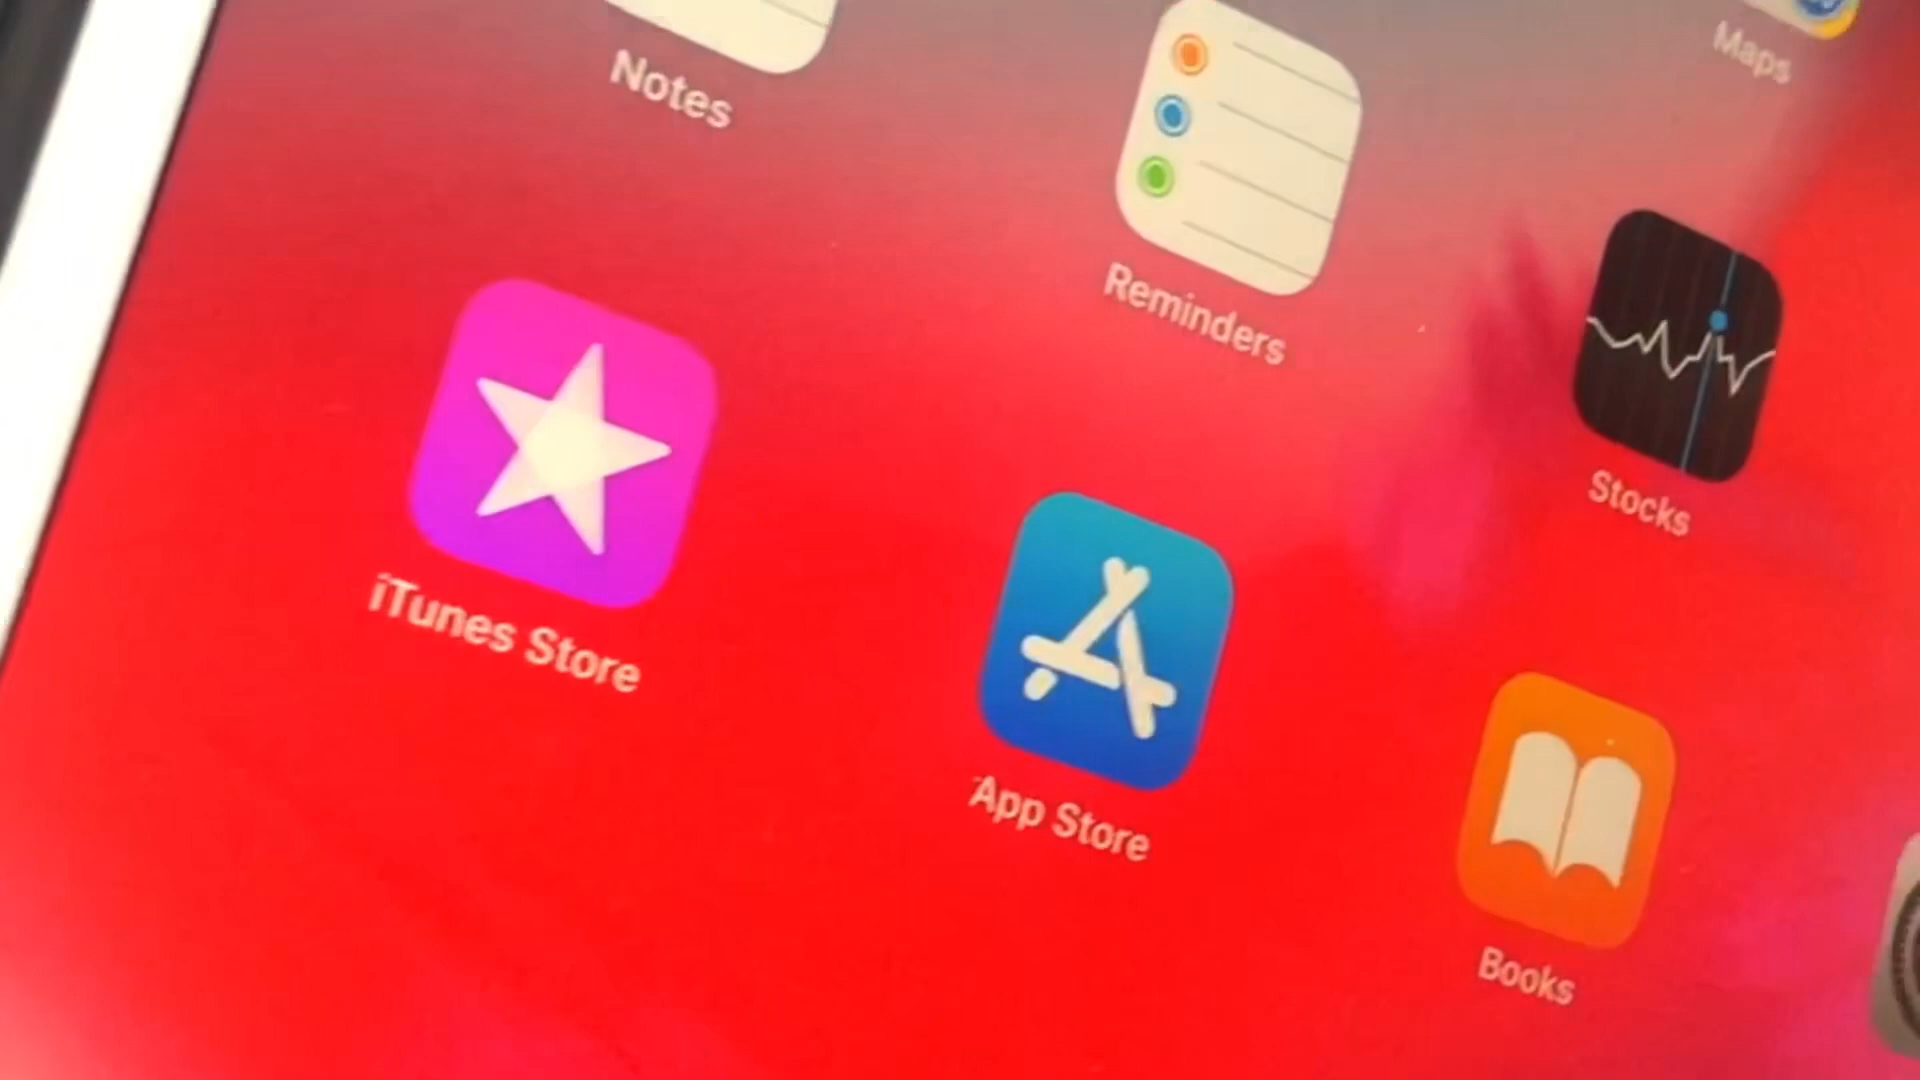 Notes
Reminders
Maps
iTunes Store
App Store
Stocks
Books